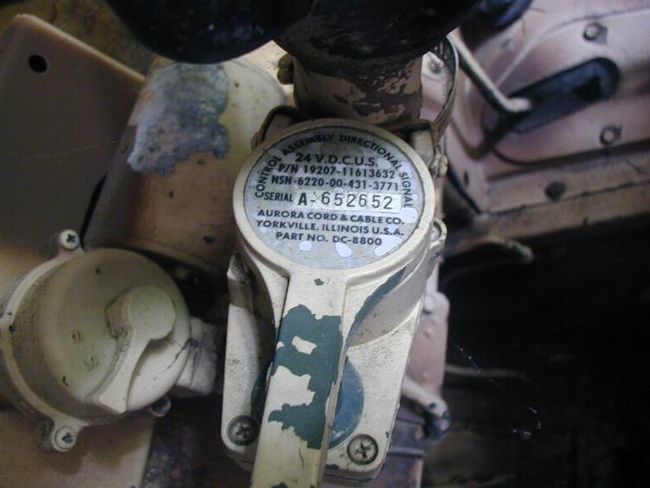 CONTROL ASSEMBLY DIRECTIONAL SIGNAL
24 V.D.C.U.S.
P/N 19207-11613632
NSN-6220-00-431-3771
SERIAL A-652652
AURORA CORD & CABLE CO.
YORKVILLE, ILLINOIS U.S.A.
PART NO. DC-8800